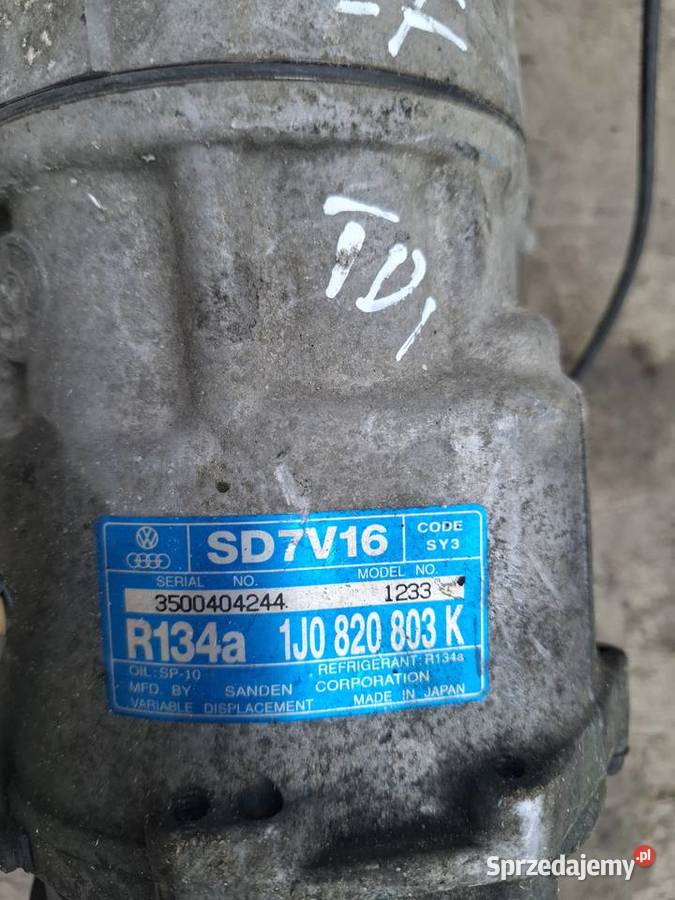 TDI
SD7V16
CODE
SY3
SERIAL NO.
MODEL NO.
3500404244
1233
R134a
1J0 820 803 K
OIL: SP-10
REFRIGERANT: R134a
MFD. BY SANDEN CORPORATION
VARIABLE DISPLACEMENT
MADE IN JAPAN
Sprzedajemy.pl